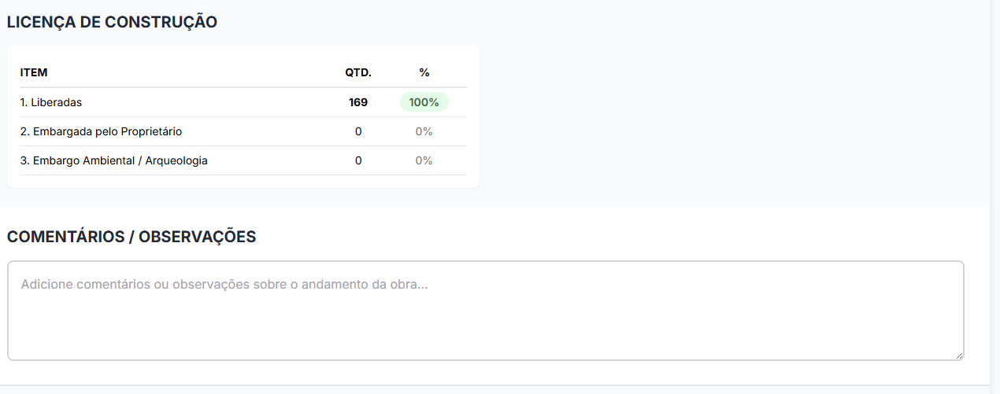 LICENÇA DE CONSTRUÇÃO
ITEM QTD. %
1. Liberadas 169 100%
2. Embargada pelo Proprietário 0 0%
3. Embargo Ambiental / Arqueologia 0 0%
COMENTÁRIOS / OBSERVAÇÕES
Adicione comentários ou observações sobre o andamento da obra...